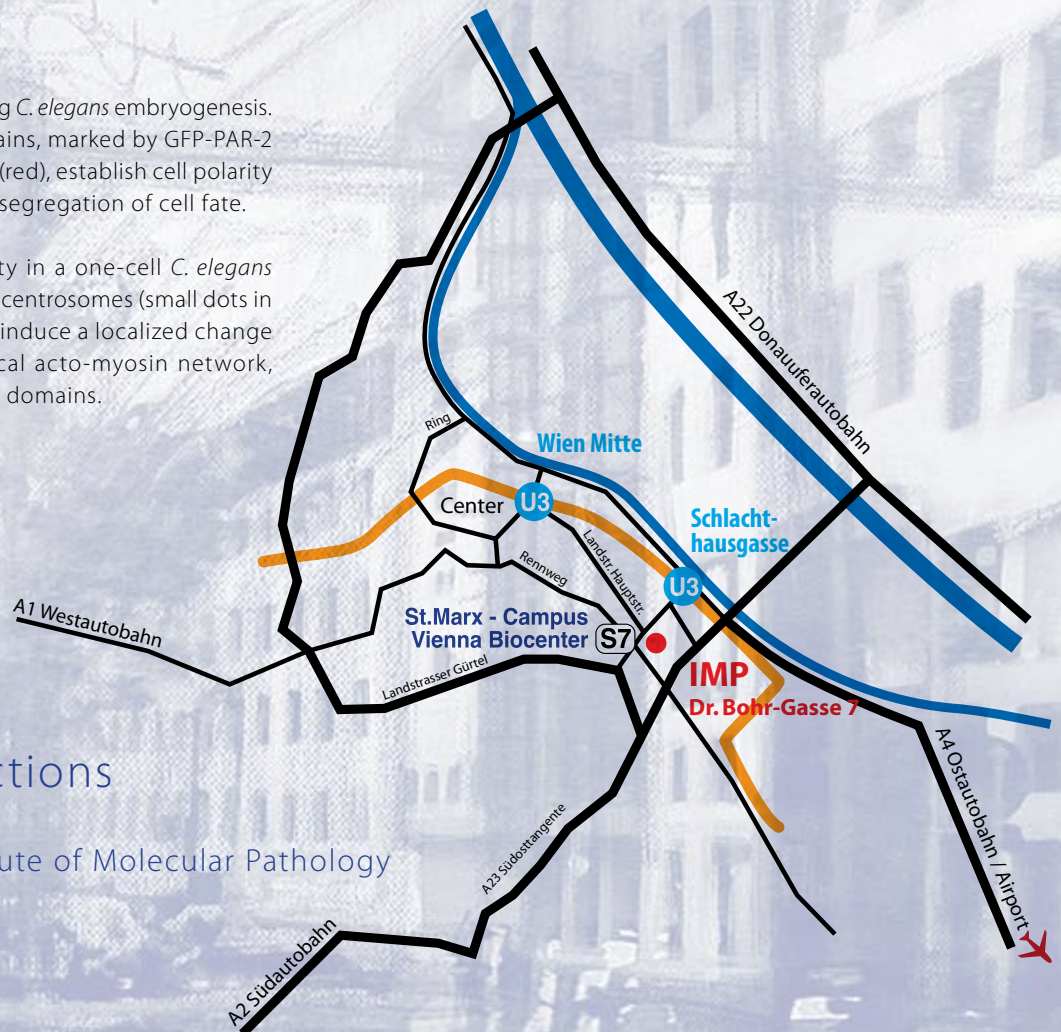 g C. elegans embryogenesis.
ains, marked by GFP-PAR-2
(red), establish cell polarity
segregation of cell fate.
ty in a one-cell C. elegans
centrosomes (small dots in
induce a localized change
cal acto-myosin network,
domains.
A22 Donauuferautobahn
Ring
Wien Mitte
Center
U3
Schlacht-
hausgasse
U3
Landstr. Hauptstr.
Rennweg
A1 Westautobahn
St.Marx - Campus
Vienna Biocenter S7
Landstrasser Gürtel
IMP
Dr. Bohr-Gasse 7
ctions
A4 Ostautobahn / Airport
A23 Südosttangente
ute of Molecular Pathology
A2 Südautobahn